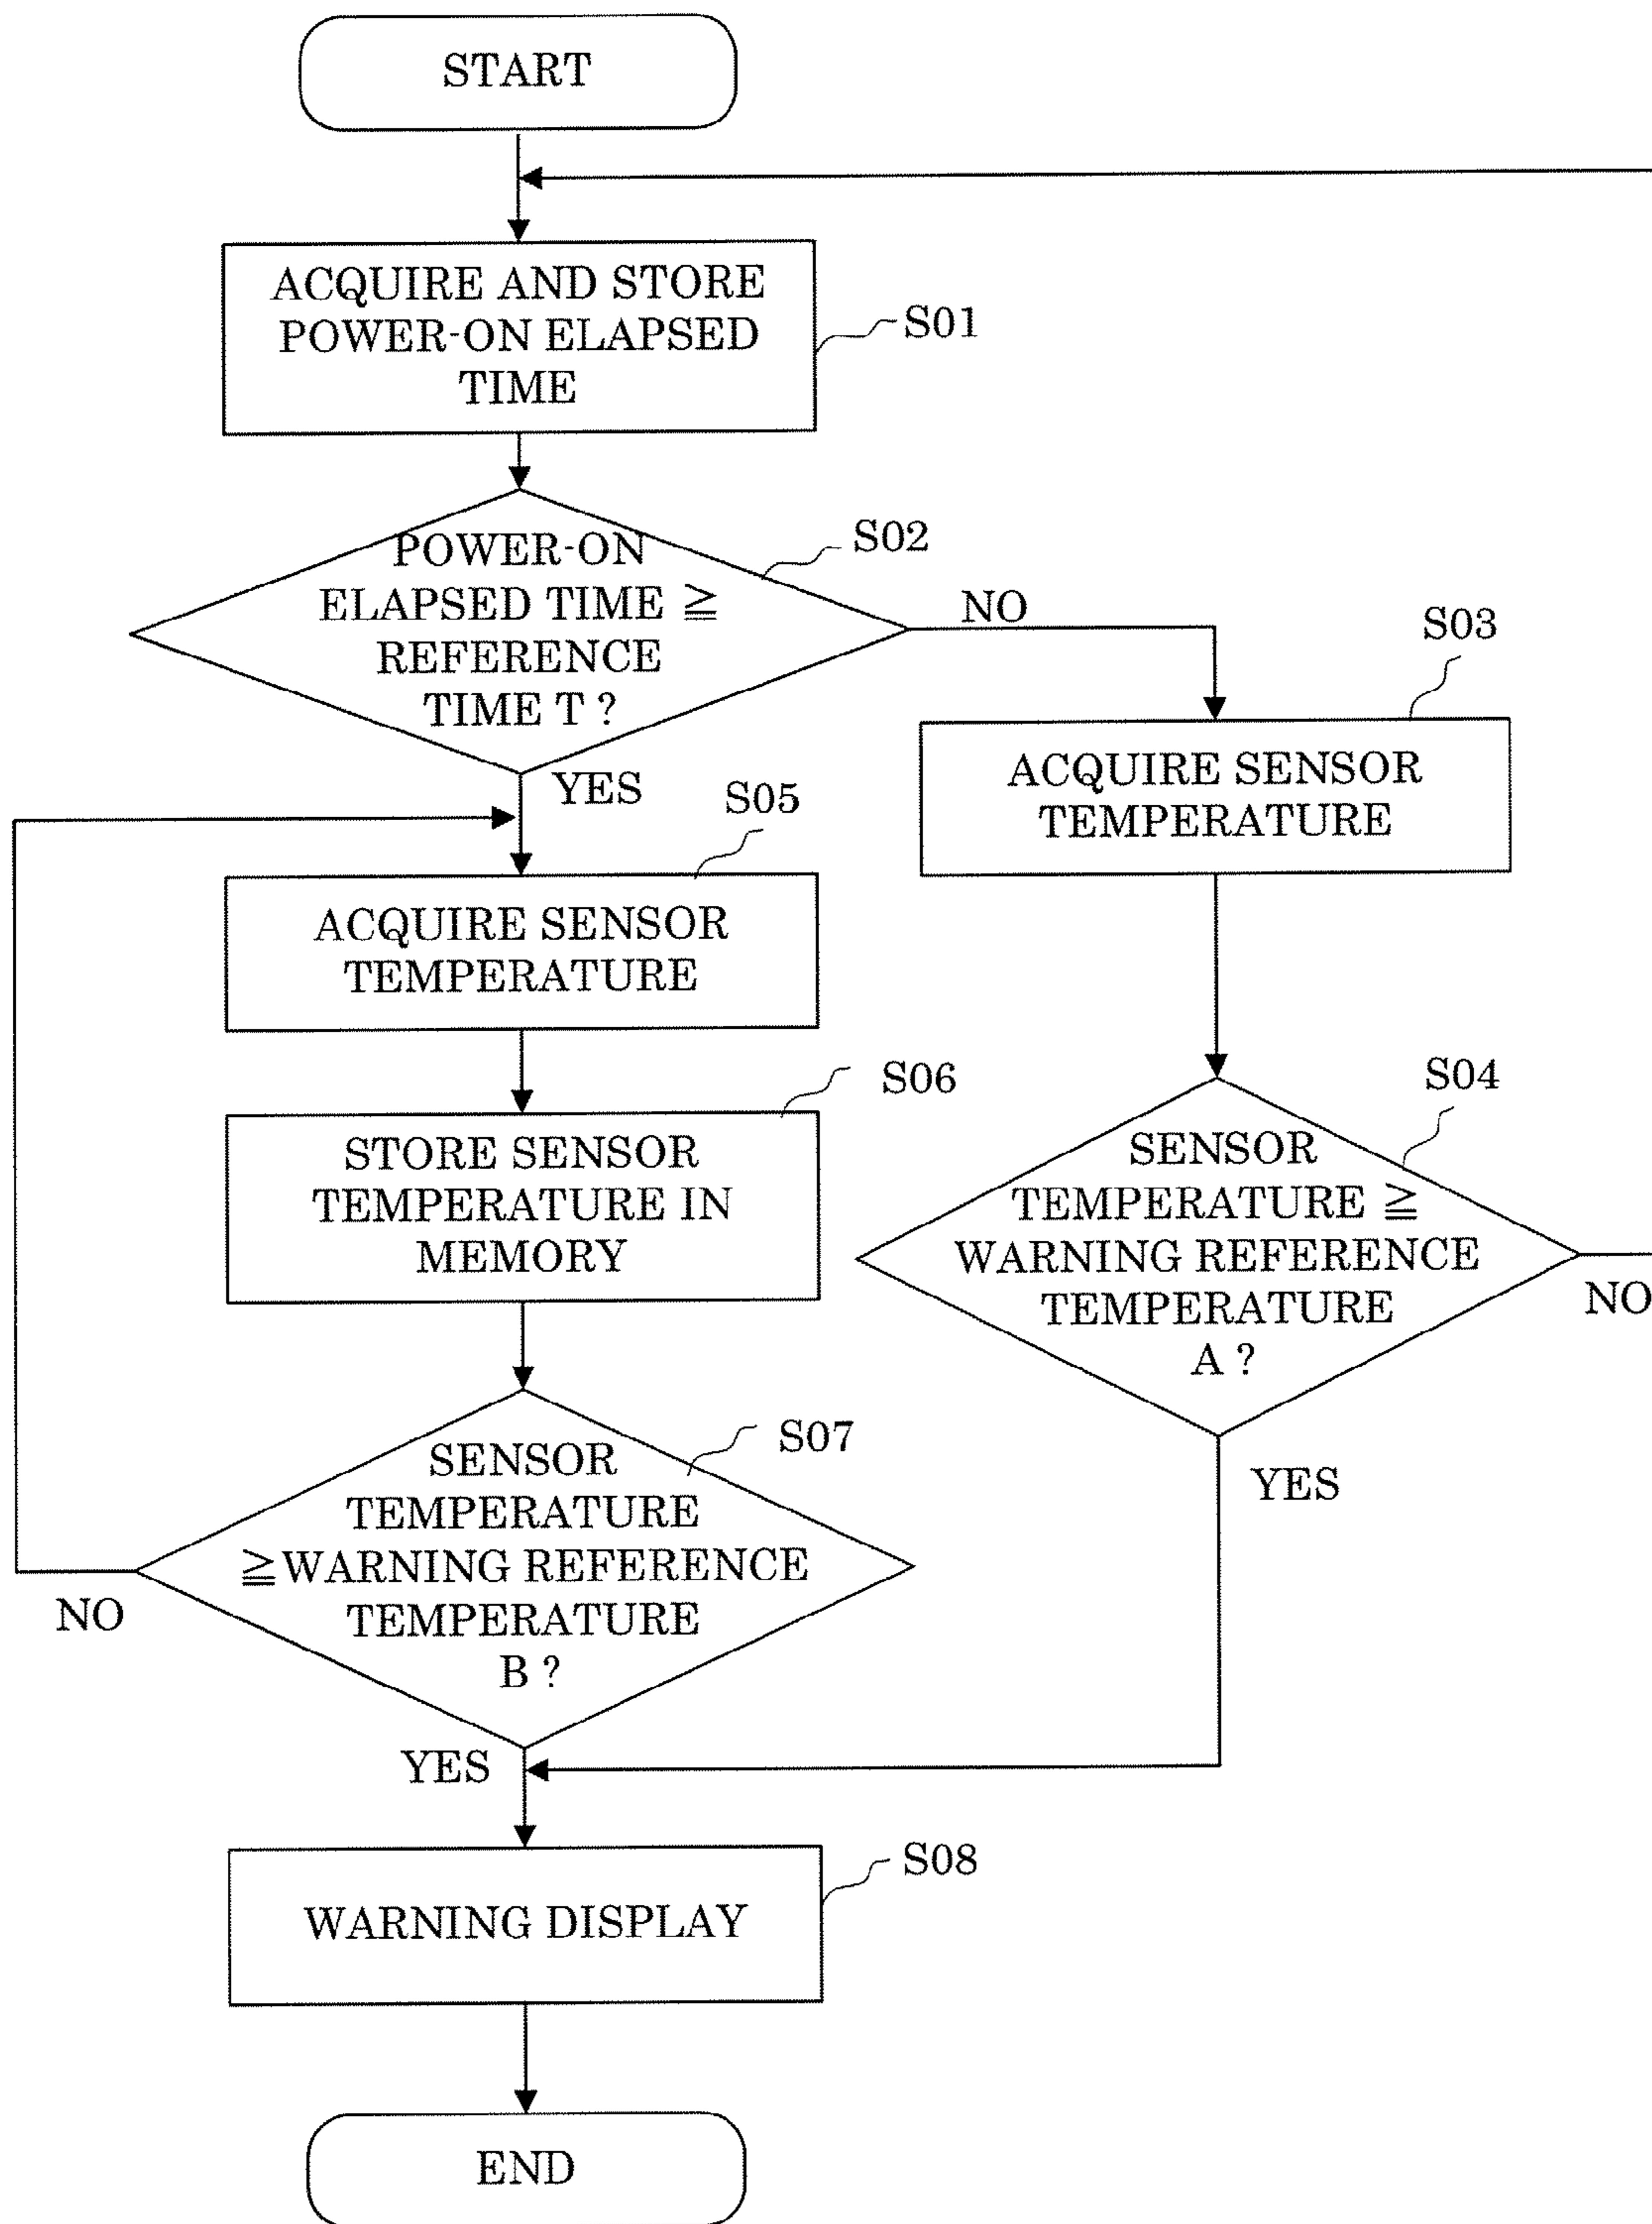 START
ACQUIRE AND STORE
POWER-ON ELAPSED
TIME
S01
POWER-ON
ELAPSED TIME ≧
REFERENCE
TIME T ?
S02
NO
YES
S03
ACQUIRE SENSOR
TEMPERATURE
S05
ACQUIRE SENSOR
TEMPERATURE
S06
STORE SENSOR
TEMPERATURE IN
MEMORY
S04
SENSOR
TEMPERATURE ≧
WARNING REFERENCE
TEMPERATURE
A ?
NO
YES
S07
SENSOR
TEMPERATURE
≧WARNING REFERENCE
TEMPERATURE
B ?
NO
YES
S08
WARNING DISPLAY
END